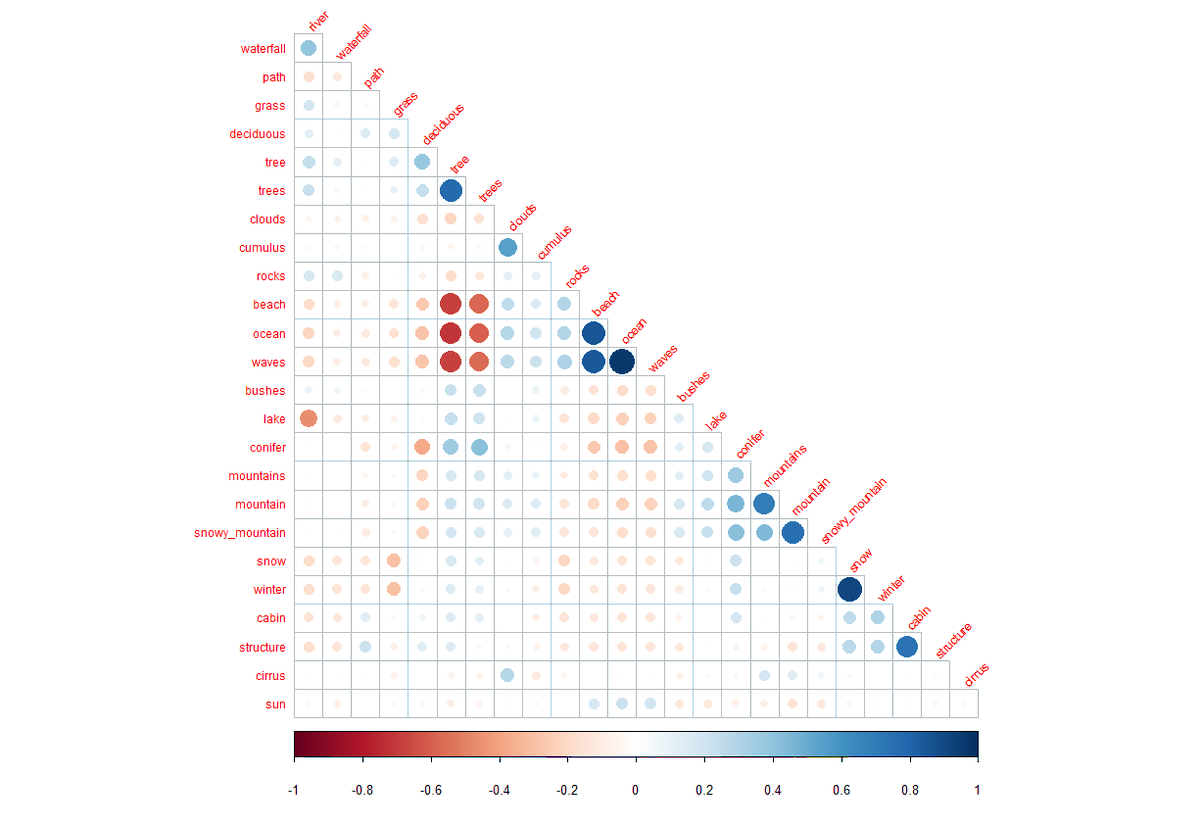 river
waterfall
waterfall
path
path
grass
grass
deciduous
deciduous
tree
tree
trees
trees
clouds
clouds
cumulus
cumulus
rocks
rocks
beach
beach
ocean
ocean
waves
waves
bushes
bushes
lake
lake
conifer
conifer
mountains
mountains
mountain
mountain
snowy_mountain
snowy_mountain
snow
snow
winter
winter
cabin
cabin
structure
structure
cirrus
cirrus
sun
-1 -0.8 -0.6 -0.4 -0.2 0 0.2 0.4 0.6 0.8 1